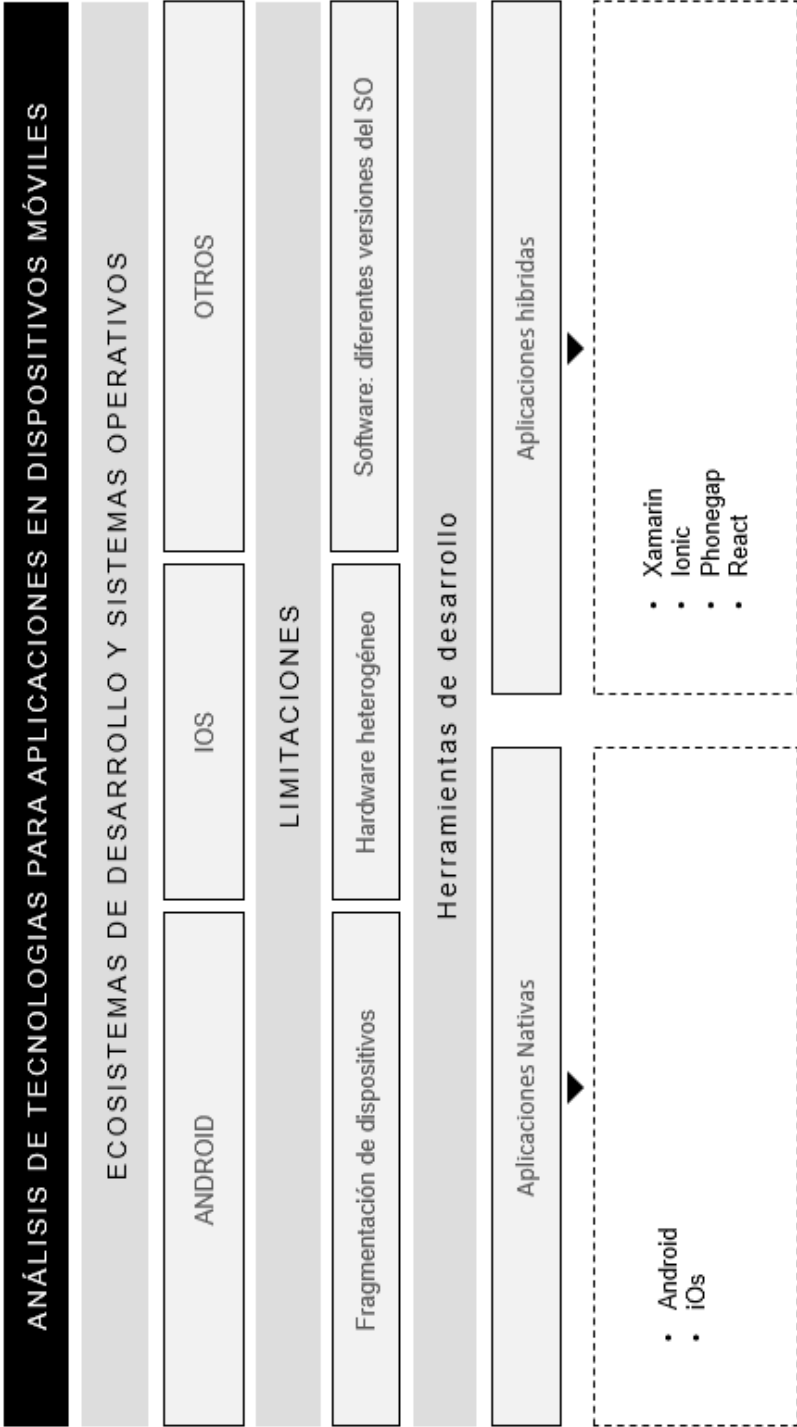 ANÁLISIS DE TECNOLOGIAS PARA APLICACIONES EN DISPOSITIVOS MÓVILES
ECOSISTEMAS DE DESARROLLO Y SISTEMAS OPERATIVOS
ANDROID
IOS
OTROS
LIMITACIONES
Fragmentación de dispositivos
Hardware heterogéneo
Software: diferentes versiones del SO
Herramientas de desarrollo
Aplicaciones Nativas
Aplicaciones hibridas
• Android
• iOs
• Xamarin
• Ionic
• Phonegap
• React